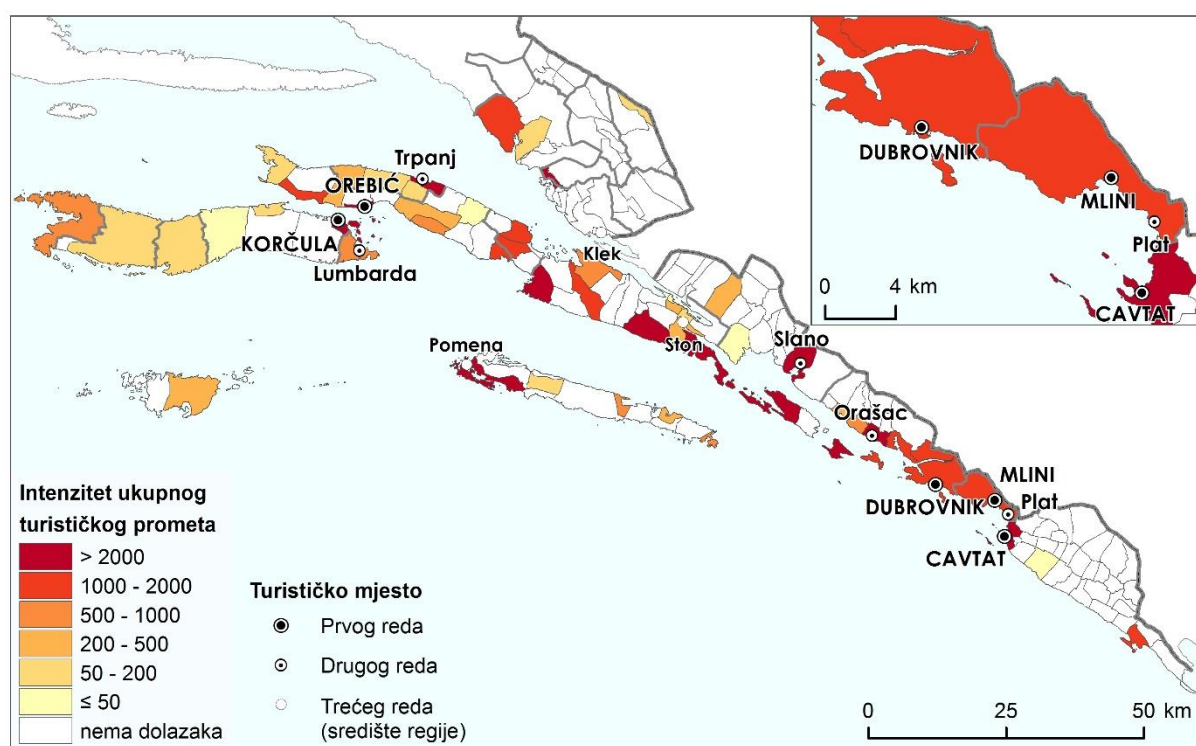 Trpanj
OREBIĆ
KORČULA
Lumbarda
Klek
Pomena
Ston
Slano
Orašac
MLINI
DUBROVNIK
Plat
CAVTAT
DUBROVNIK
MLINI
Plat
CAVTAT
0 4 km
Intenzitet ukupnog
turističkog prometa
> 2000
1000 - 2000
500 - 1000
200 - 500
50 - 200
≤ 50
nema dolazaka
Turističko mjesto
Prvog reda
Drugog reda
Trećeg reda
(središte regije)
0 25 50 km